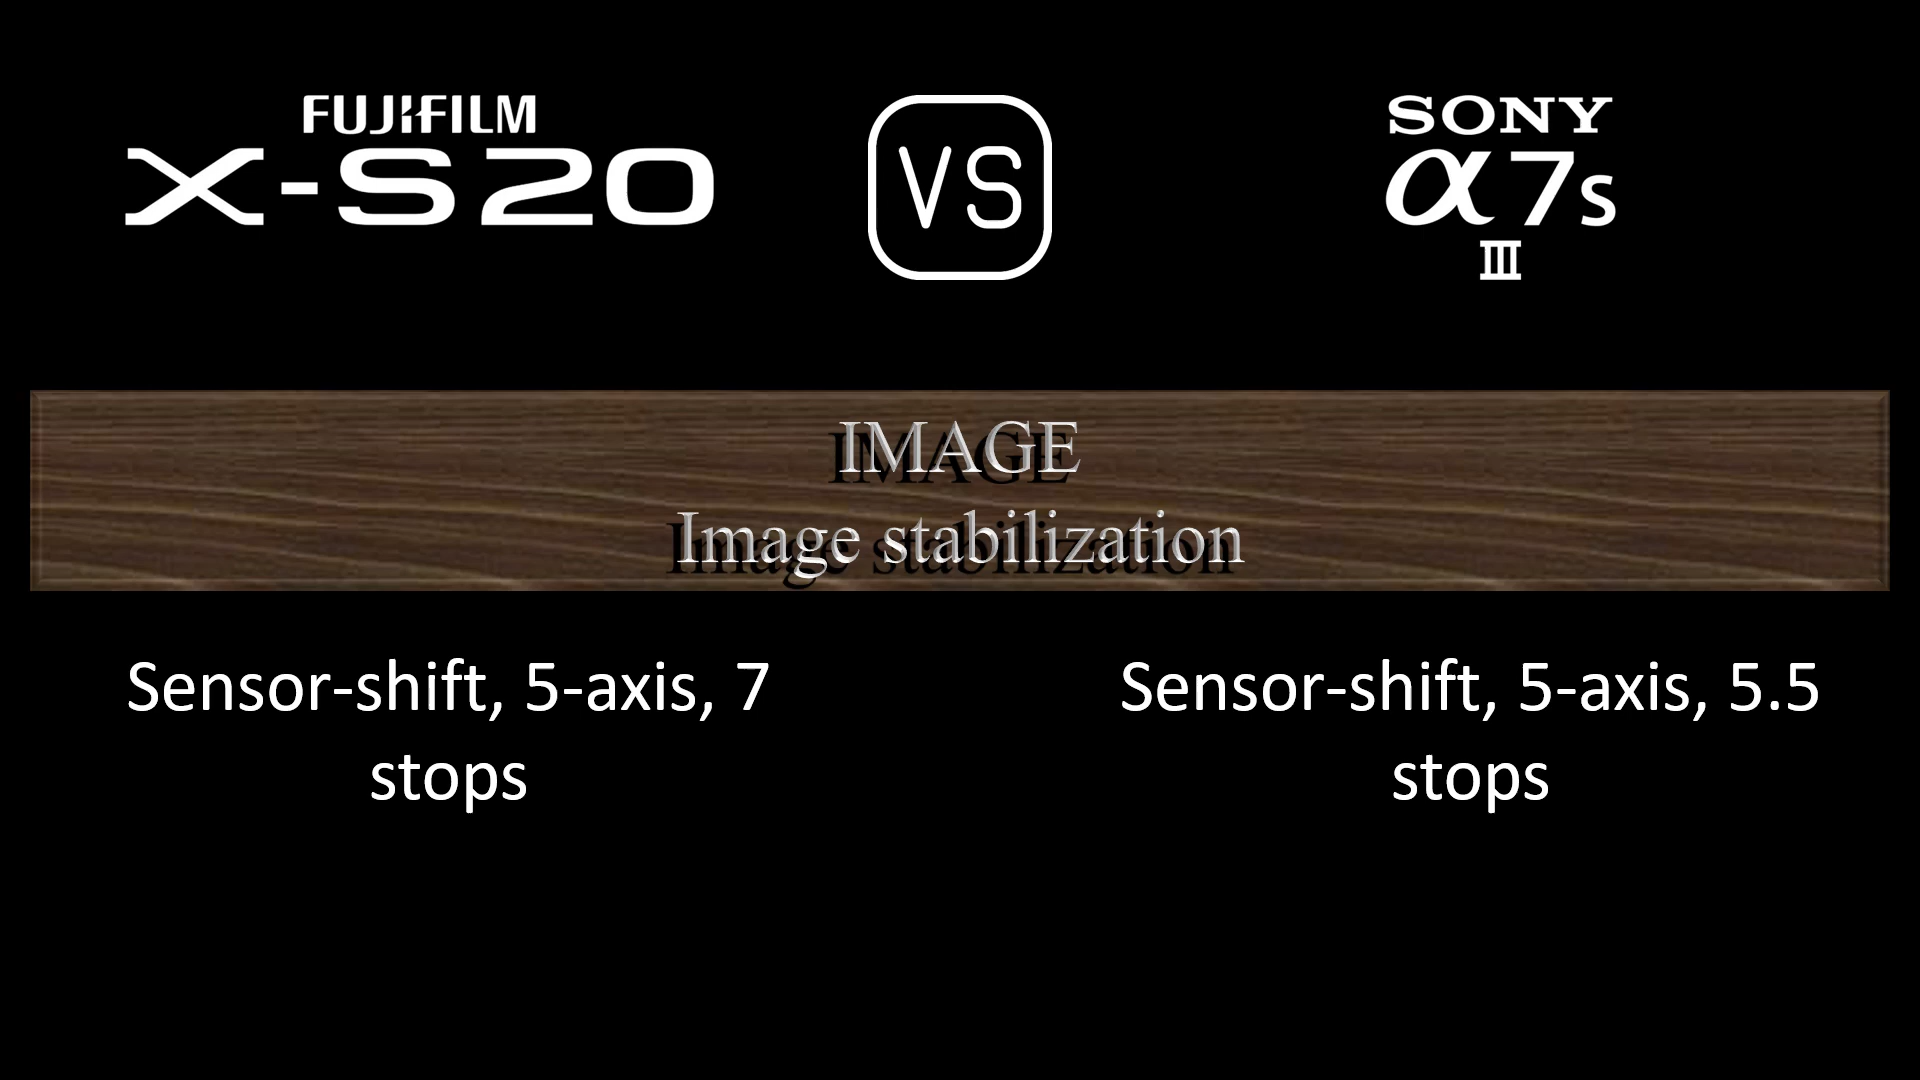 FUJIFILM
X-S20
VS
SONY
α7s
III
IMAGE
Image stabilization
Sensor-shift, 5-axis, 7
stops
Sensor-shift, 5-axis, 5.5
stops